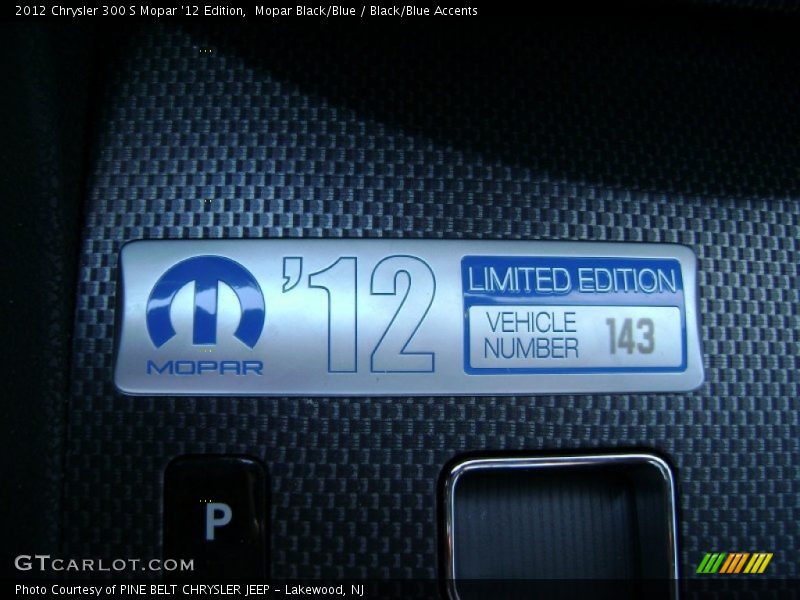 2012 Chrysler 300 S Mopar '12 Edition,  Mopar Black/Blue / Black/Blue Accents
MOPAR
'12
LIMITED EDITION
VEHICLE
NUMBER
143
P
GTCARLOT.COM
Photo Courtesy of PINE BELT CHRYSLER JEEP - Lakewood, NJ